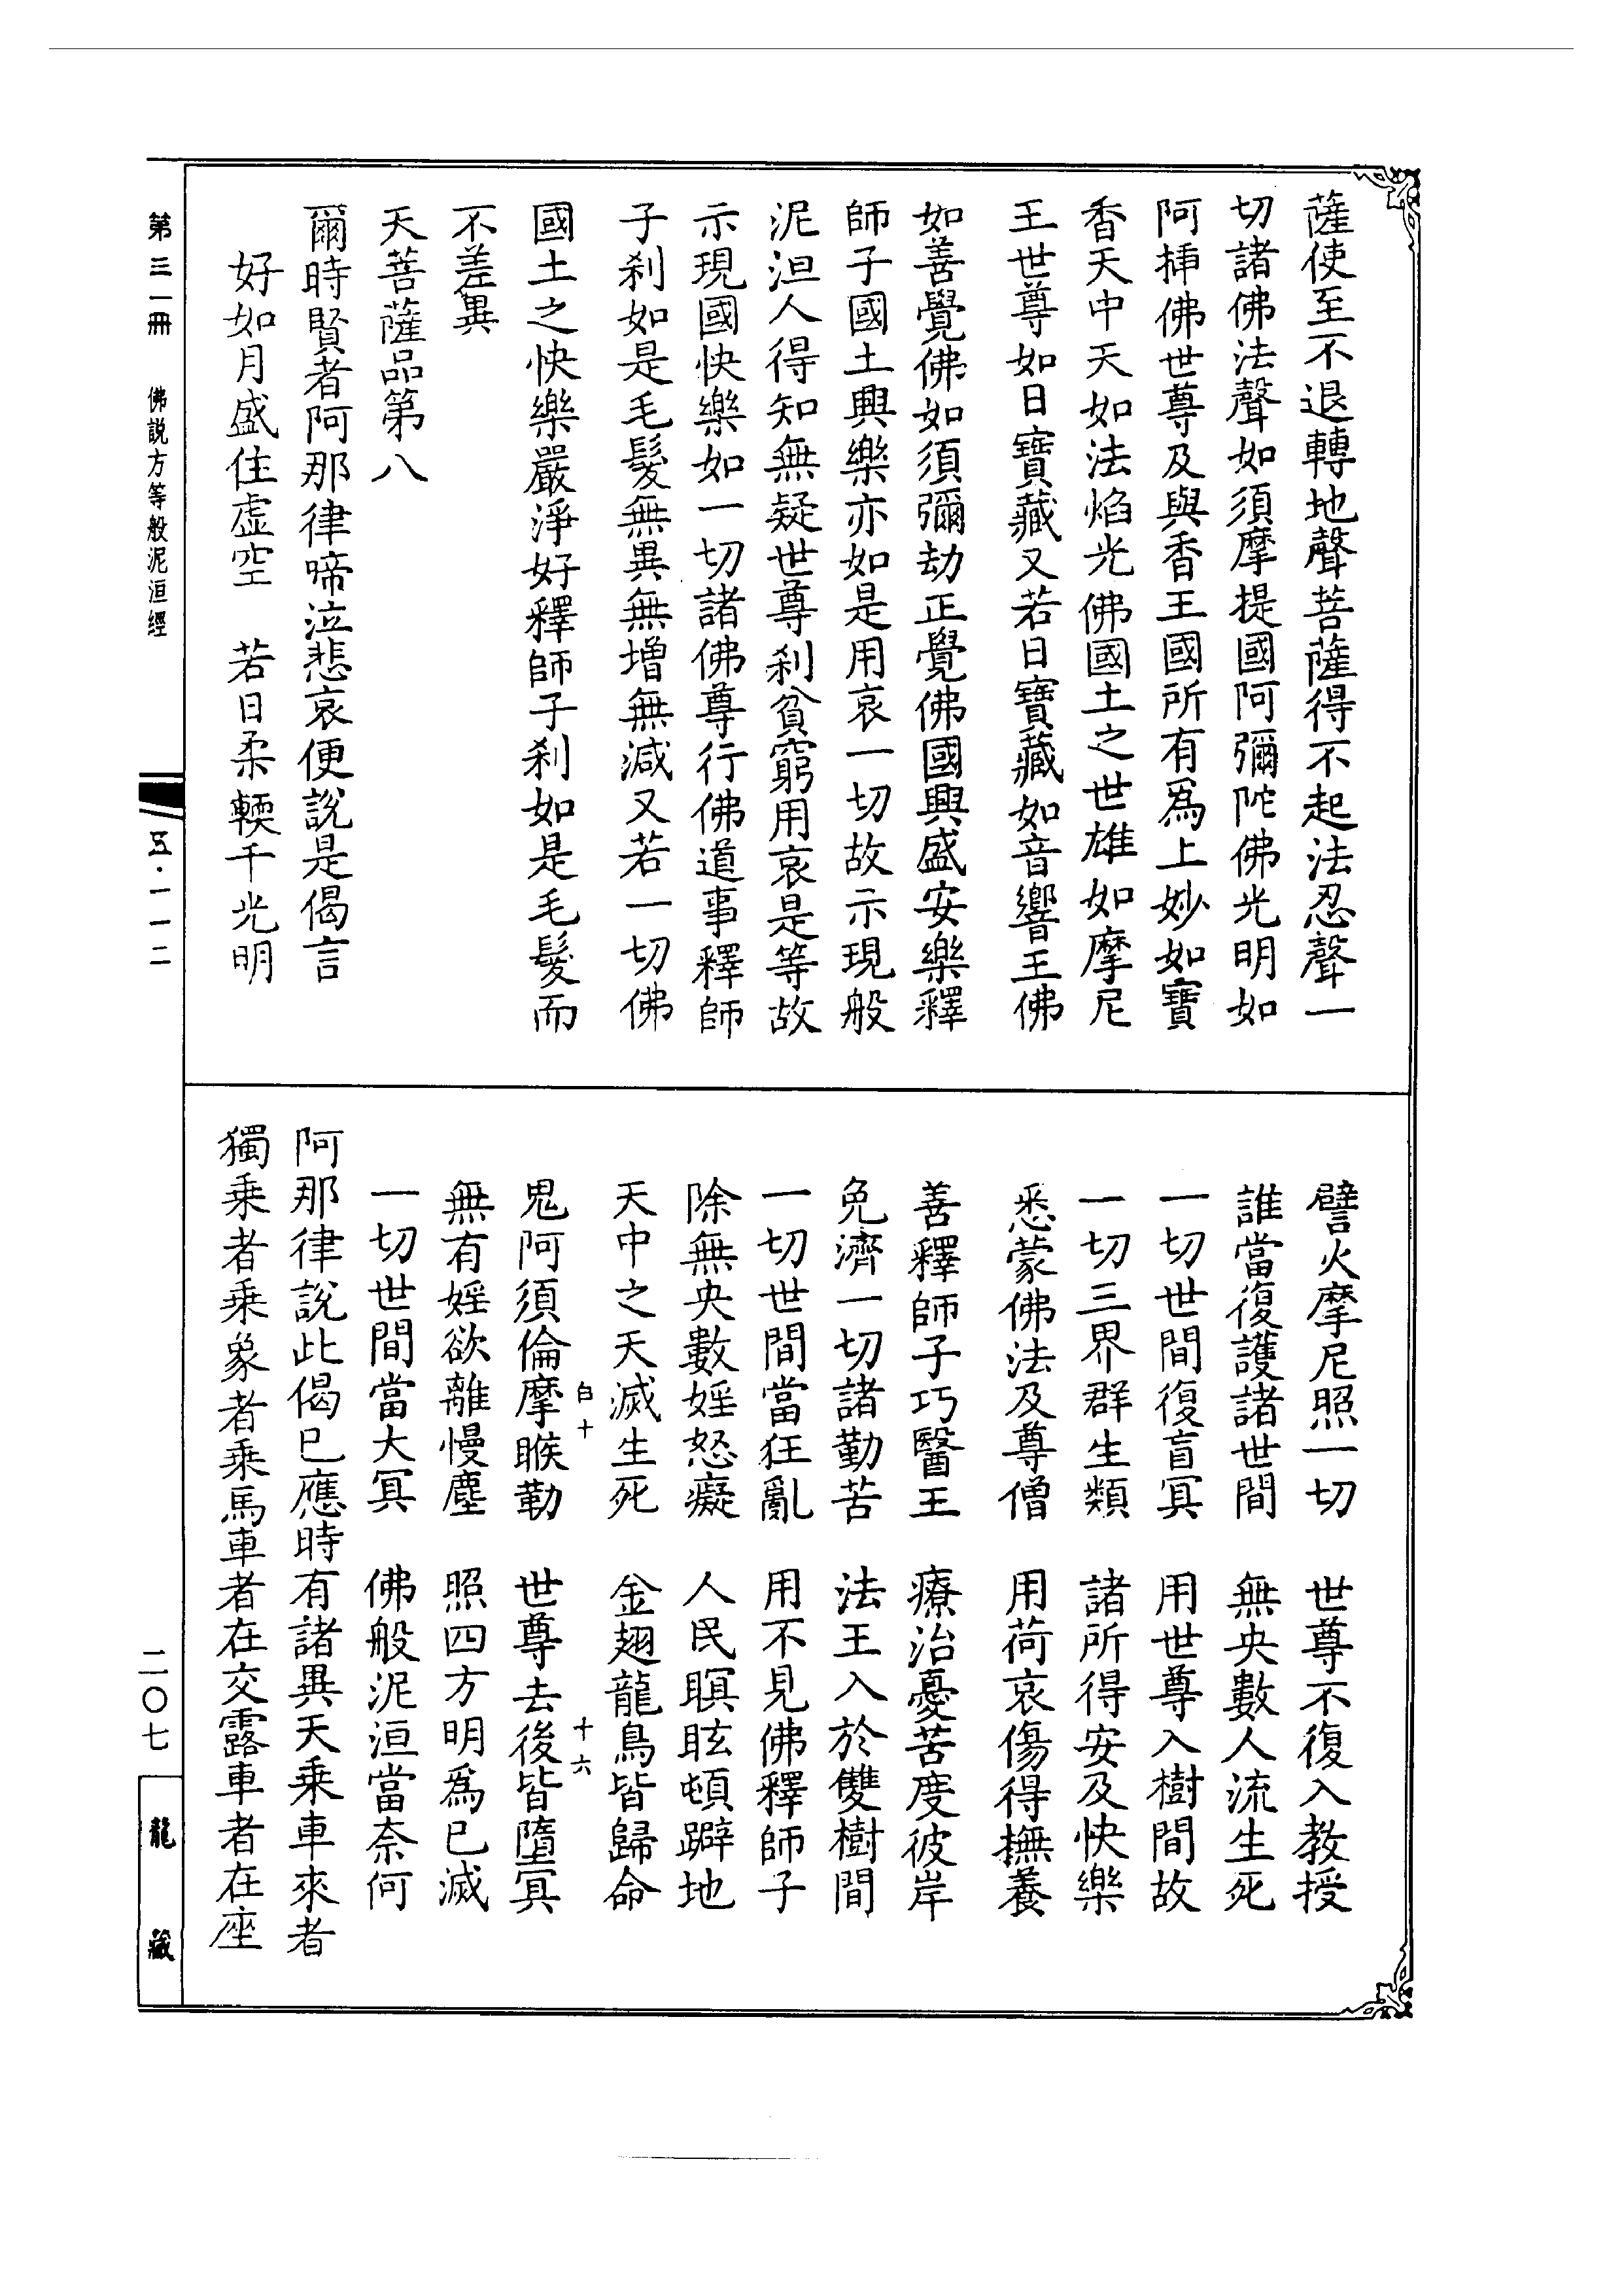 薩使至不退轉地聲菩薩得不起法忍聲一
切諸佛法聲如須摩提國阿彌陀佛光明如
阿㨗佛世尊及與香王國所有為上妙如寶
香天中天如法焰光佛國土之世雄如摩尼
王世尊如日寶藏又若日寶藏如音響王佛
如善覺佛如須彌劫正覺佛國興盛安樂釋
師子國土興樂亦如是用哀一切故示現般
泥洹人得知無疑世尊刹貧窮用哀是等故
示現國快樂如一切諸佛尊行佛道事釋師
子刹如是毛髮無異無增無減又若一切佛
國土之快樂嚴淨好釋師子刹如是毛髮而
不差異
天菩薩品第八
爾時賢者阿那律啼泣悲哀便說是偈言
好如月盛住虛空　若日柔輭千光明
譬火摩尼照一切　世尊不復入教授
誰當復護諸世間　無央數人流生死
一切世間復盲冥　用世尊入樹間故
一切三界群生類　諸所得安及快樂
悉蒙佛法及尊僧　用荷哀傷得撫養
善釋師子巧醫王　療治憂苦度彼岸
免濟一切諸勤苦　法王入於雙樹間
一切世間當狂亂　用不見佛釋師子
除無央數婬怒癡　人民瞑眩頓躃地
天中之天滅生死　金翅龍鳥皆歸命
白十　十六
鬼阿須倫摩睺勒　世尊去後皆墮冥
無有婬欲離慢塵　照四方明為已滅
一切世間當大冥　佛般泥洹當奈何
阿那律說此偈已應時有諸異天乘車來者
獨乘者乘象者乘馬車者在交露車者在座
第三一冊　佛說方等般泥洹經
五·一一二
二〇七
龍藏